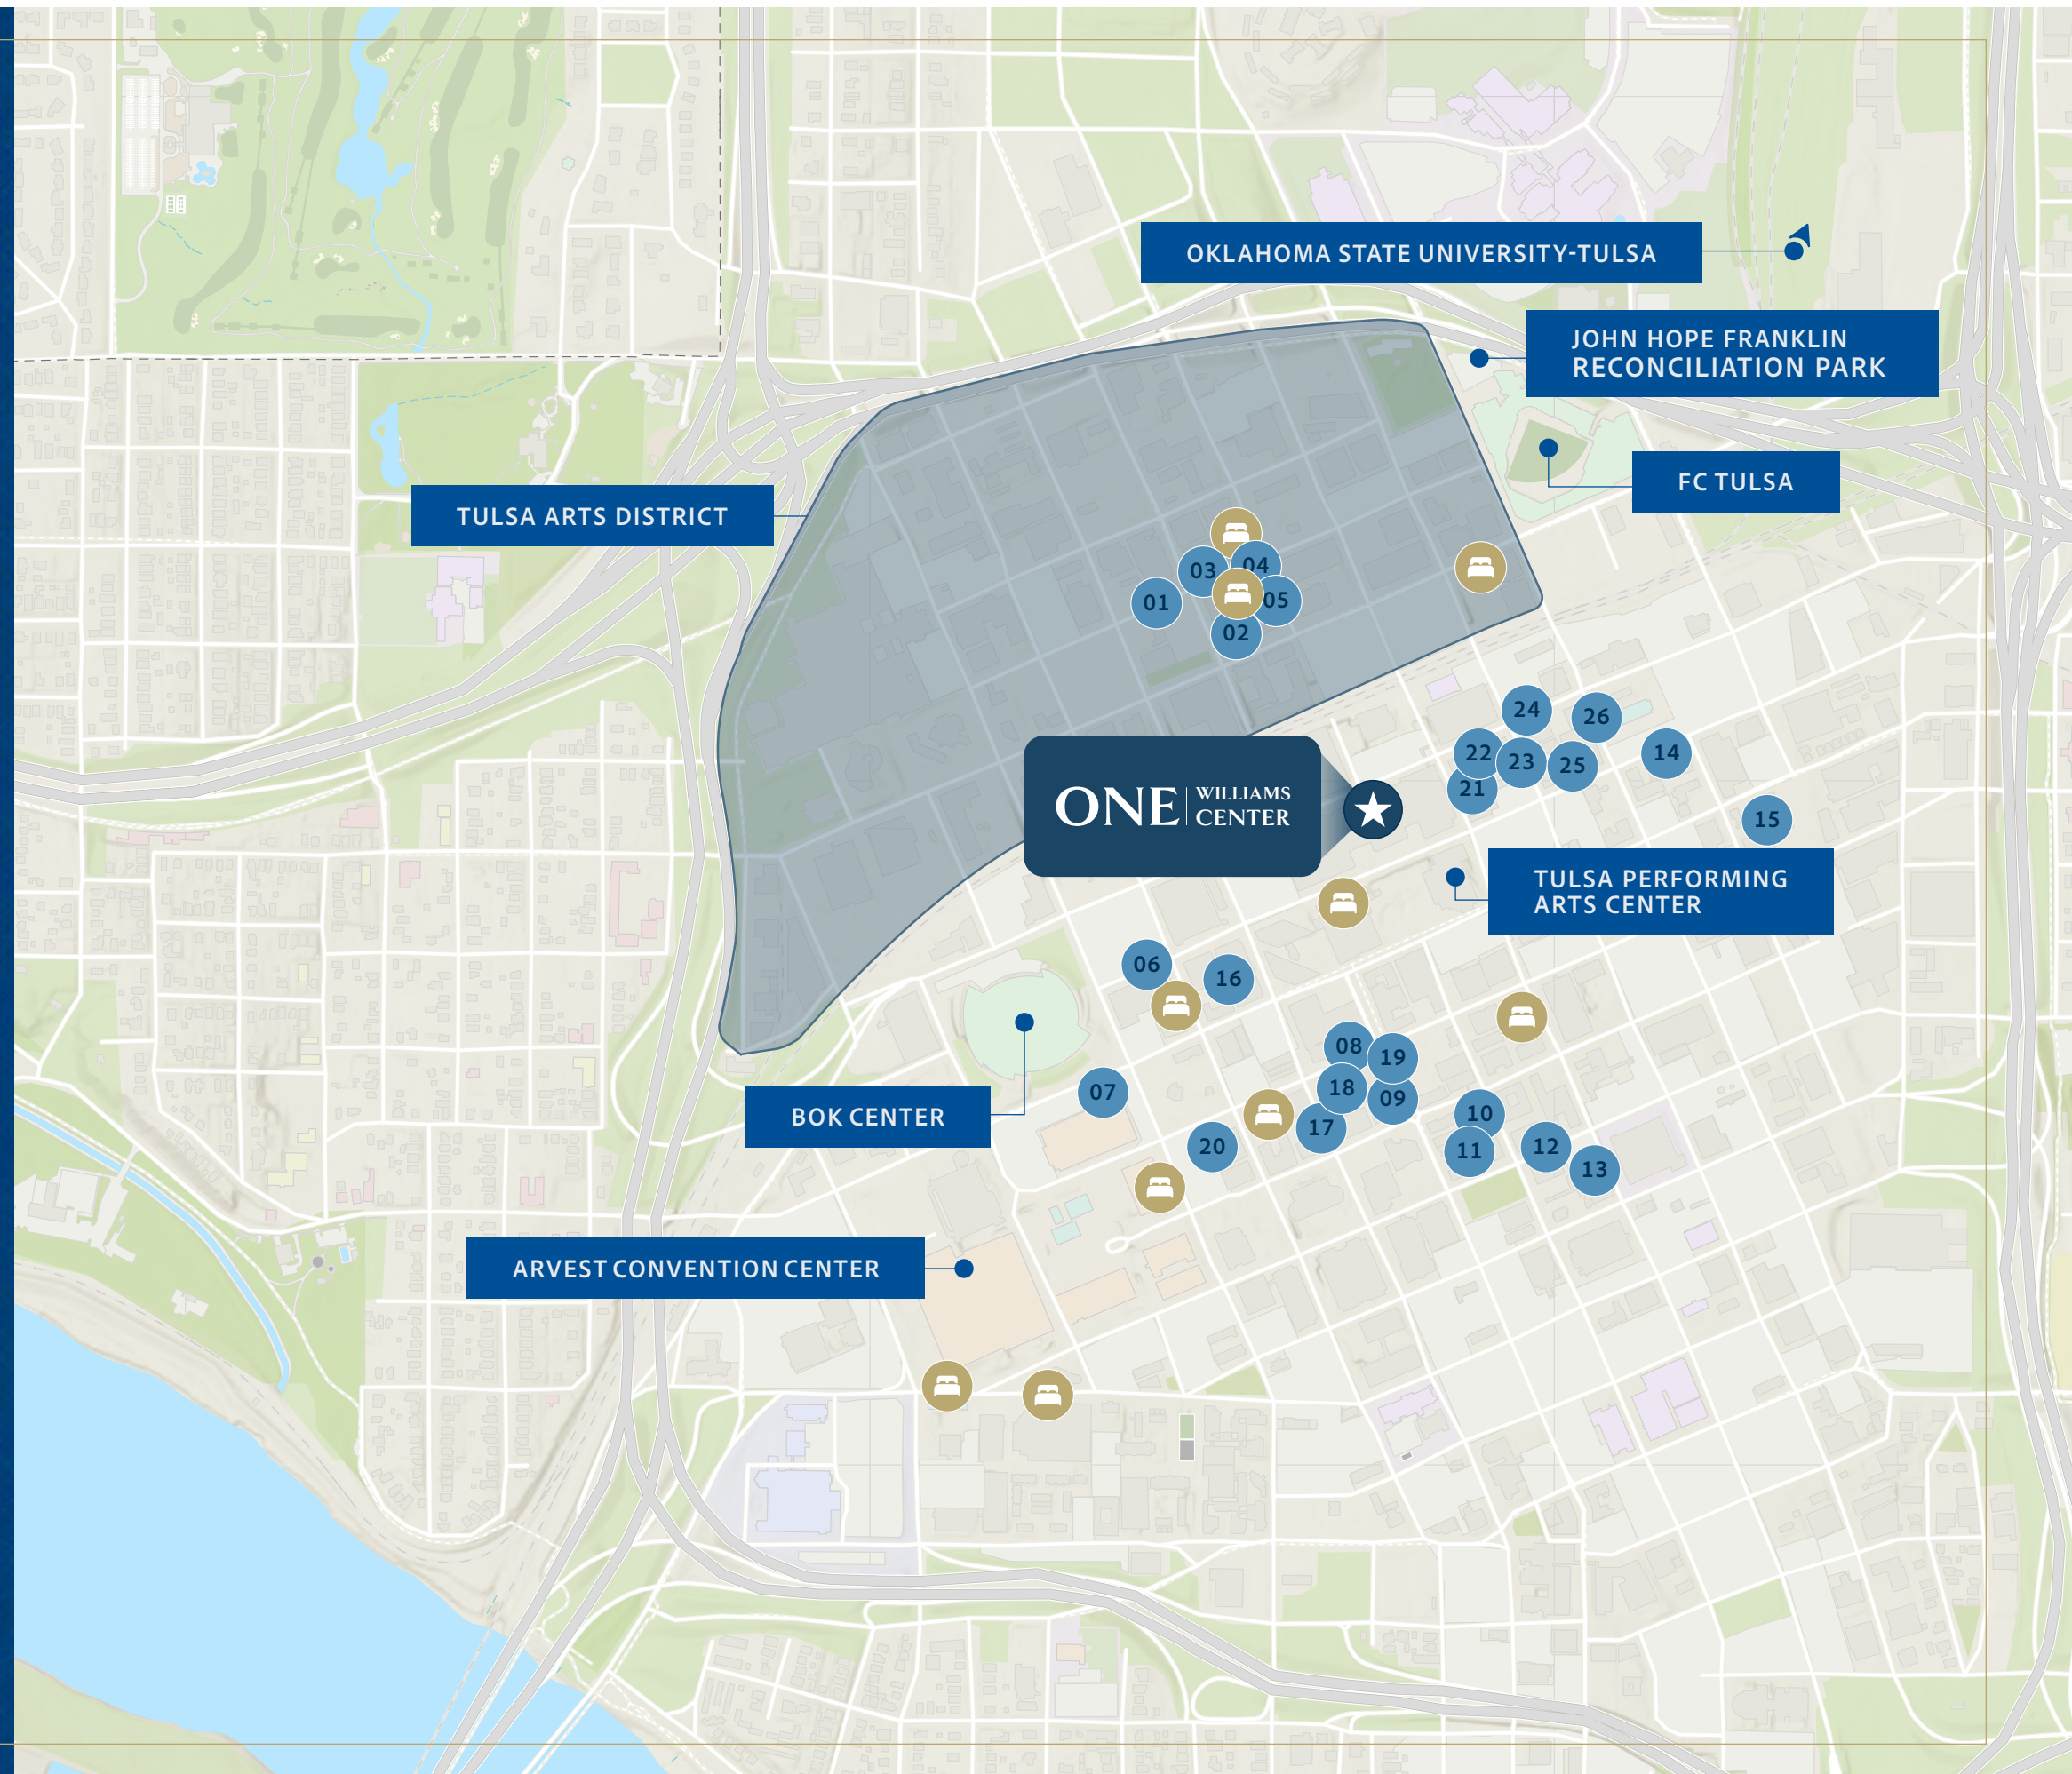 OKLAHOMA STATE UNIVERSITY-TULSA
JOHN HOPE FRANKLIN
RECONCILIATION PARK
FC TULSA
TULSA ARTS DISTRICT
03
04
01
05
02
24
26
22
23
25
14
21
15
ONE
WILLIAMS
CENTER
TULSA PERFORMING
ARTS CENTER
06
16
08
19
18
09
07
BOK CENTER
17
20
10
11
12
13
ARVEST CONVENTION CENTER